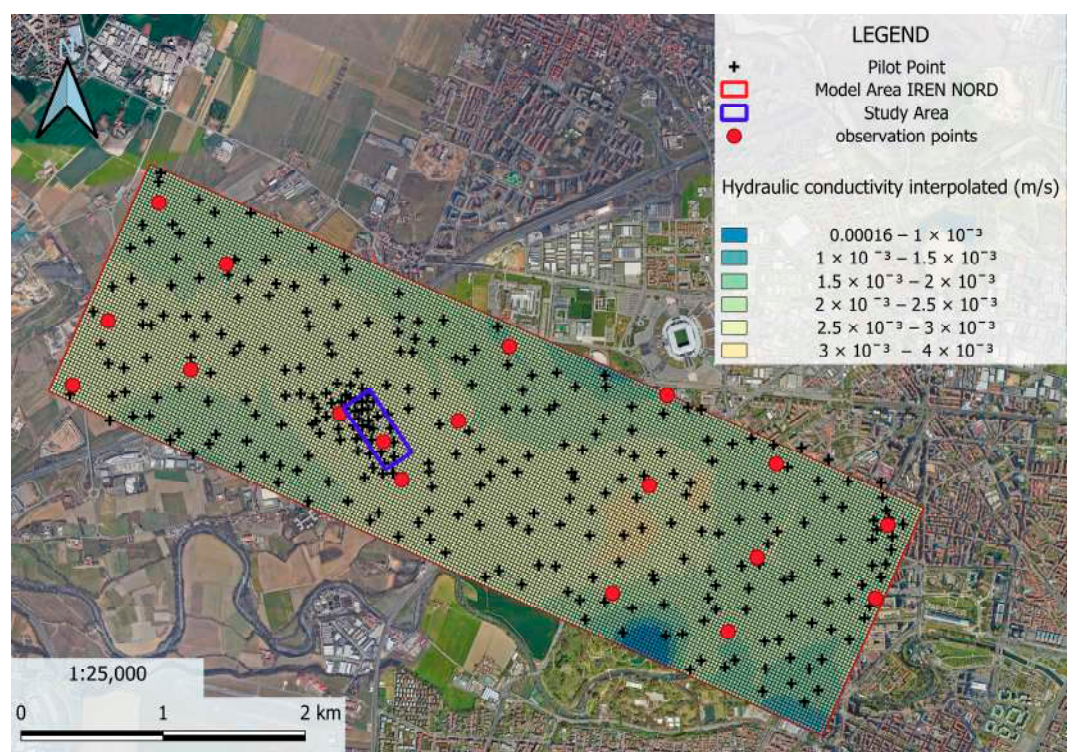 N
LEGEND
Pilot Point
Model Area IREN NORD
Study Area
observation points
Hydraulic conductivity interpolated (m/s)
0.00016 – 1 × 10⁻³
1 × 10⁻³ – 1.5 × 10⁻³
1.5 × 10⁻³ – 2 × 10⁻³
2 × 10⁻³ – 2.5 × 10⁻³
2.5 × 10⁻³ – 3 × 10⁻³
3 × 10⁻³ – 4 × 10⁻³
1:25,000
0 1 2 km